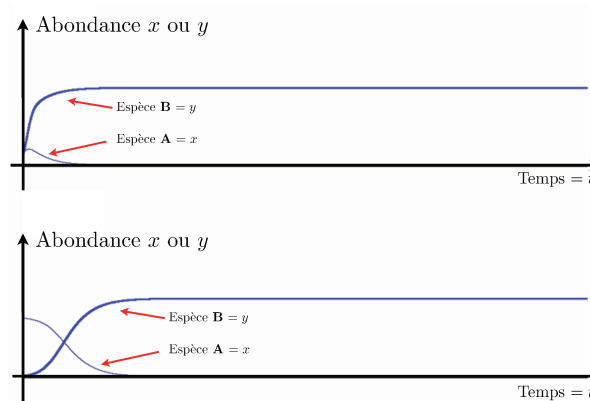 Abondance x ou y
Espèce B = y
Espèce A = x
Temps = t
Abondance x ou y
Espèce B = y
Espèce A = x
Temps = t